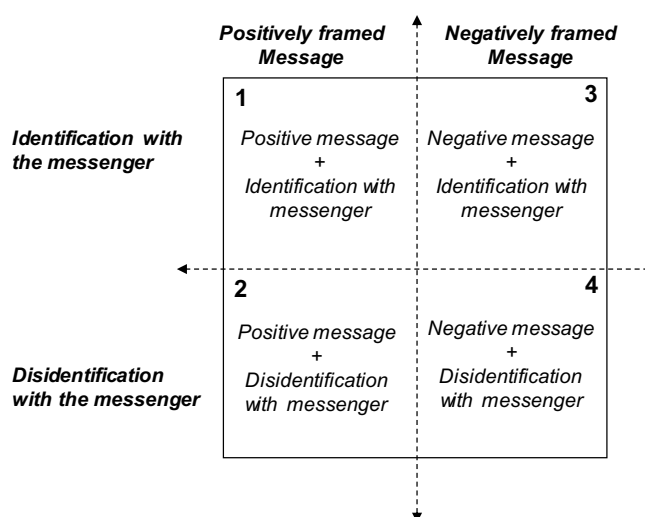 Positively framed
Message
Negatively framed
Message
Identification with
the messenger
1
Positive message
+
Identification with
messenger
3
Negative message
+
Identification with
messenger
Disidentification
with the messenger
2
Positive message
+
Disidentification
with messenger
4
Negative message
+
Disidentification
with messenger